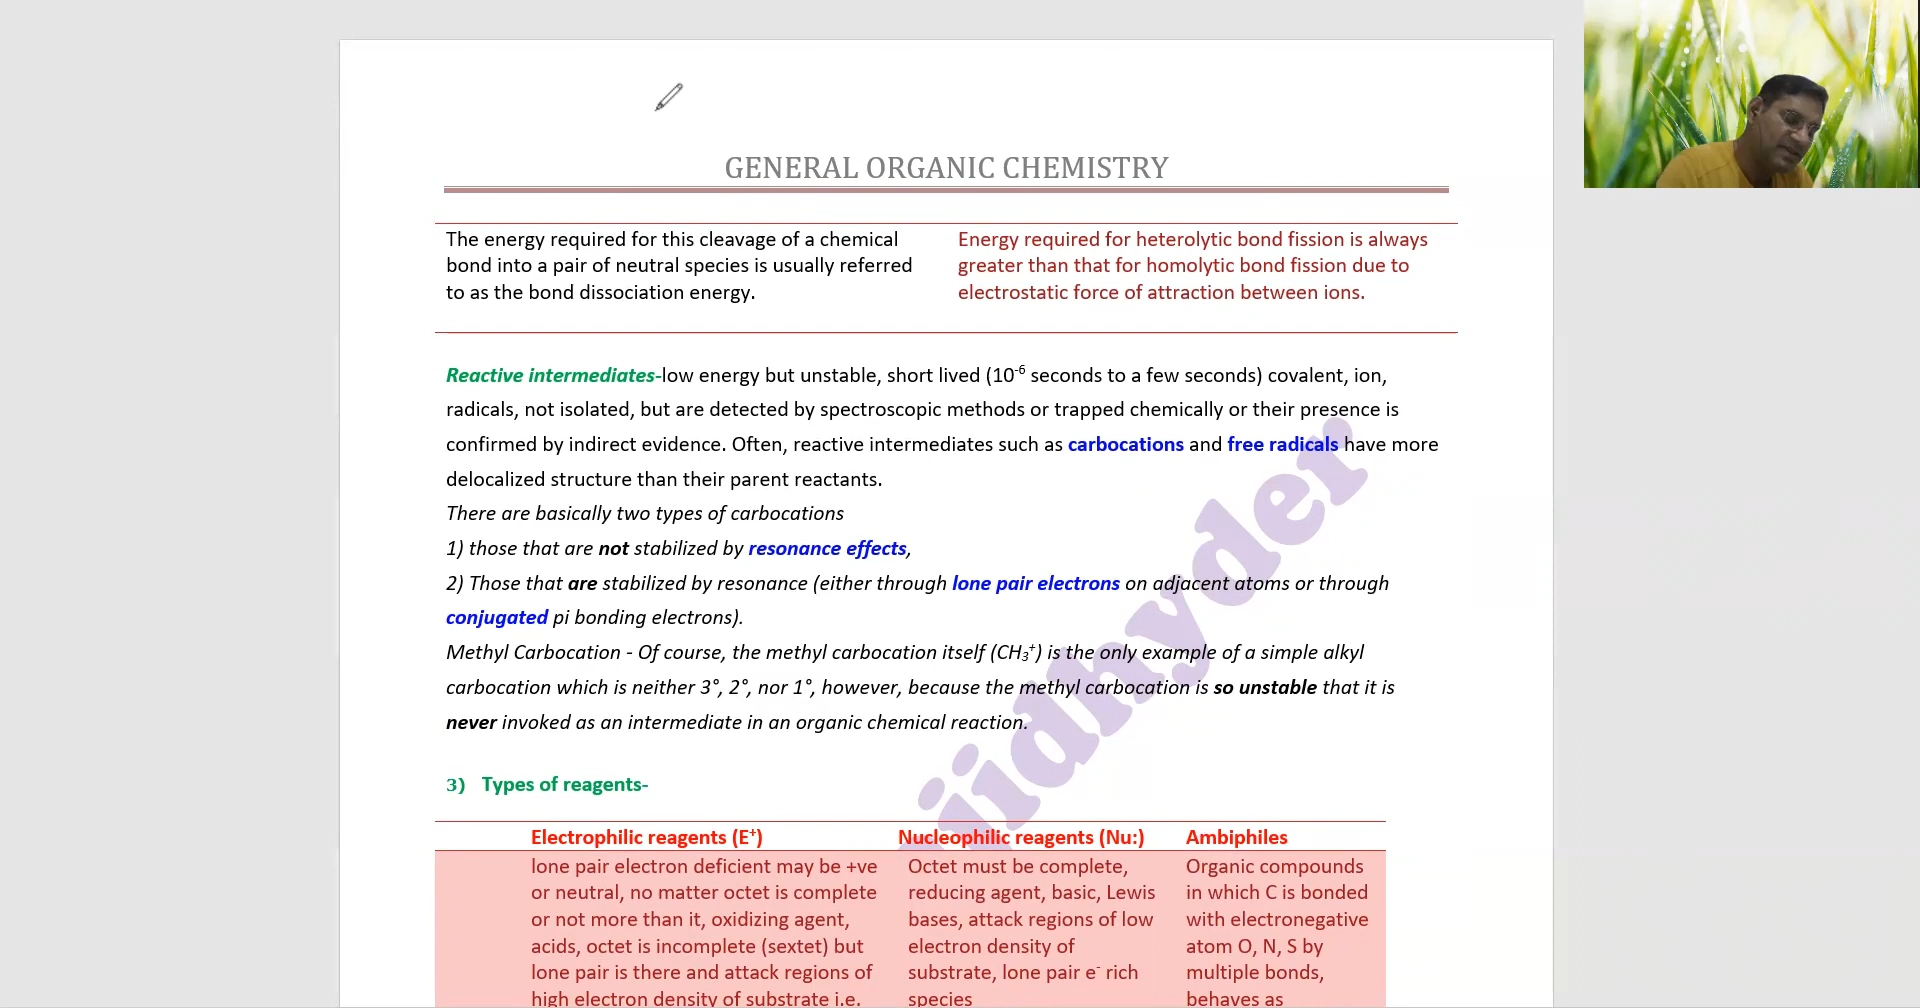 GENERAL ORGANIC CHEMISTRY
The energy required for this cleavage of a chemical
bond into a pair of neutral species is usually referred
to as the bond dissociation energy.
Energy required for heterolytic bond fission is always
greater than that for homolytic bond fission due to
electrostatic force of attraction between ions.
Reactive intermediates-low energy but unstable, short lived (10⁻⁶ seconds to a few seconds) covalent, ion,
radicals, not isolated, but are detected by spectroscopic methods or trapped chemically or their presence is
confirmed by indirect evidence. Often, reactive intermediates such as carbocations and free radicals have more
delocalized structure than their parent reactants.
There are basically two types of carbocations
1) those that are not stabilized by resonance effects,
2) Those that are stabilized by resonance (either through lone pair electrons on adjacent atoms or through
conjugated pi bonding electrons).
Methyl Carbocation - Of course, the methyl carbocation itself (CH₃⁺) is the only example of a simple alkyl
carbocation which is neither 3°, 2°, nor 1°, however, because the methyl carbocation is so unstable that it is
never invoked as an intermediate in an organic chemical reaction.
3) Types of reagents-
Electrophilic reagents (E⁺)
lone pair electron deficient may be +ve
or neutral, no matter octet is complete
or not more than it, oxidizing agent,
acids, octet is incomplete (sextet) but
lone pair is there and attack regions of
high electron density of substrate i.e.
Nucleophilic reagents (Nu:)
Octet must be complete,
reducing agent, basic, Lewis
bases, attack regions of low
electron density of
substrate, lone pair e⁻ rich
species
Ambiphiles
Organic compounds
in which C is bonded
with electronegative
atom O, N, S by
multiple bonds,
behaves as